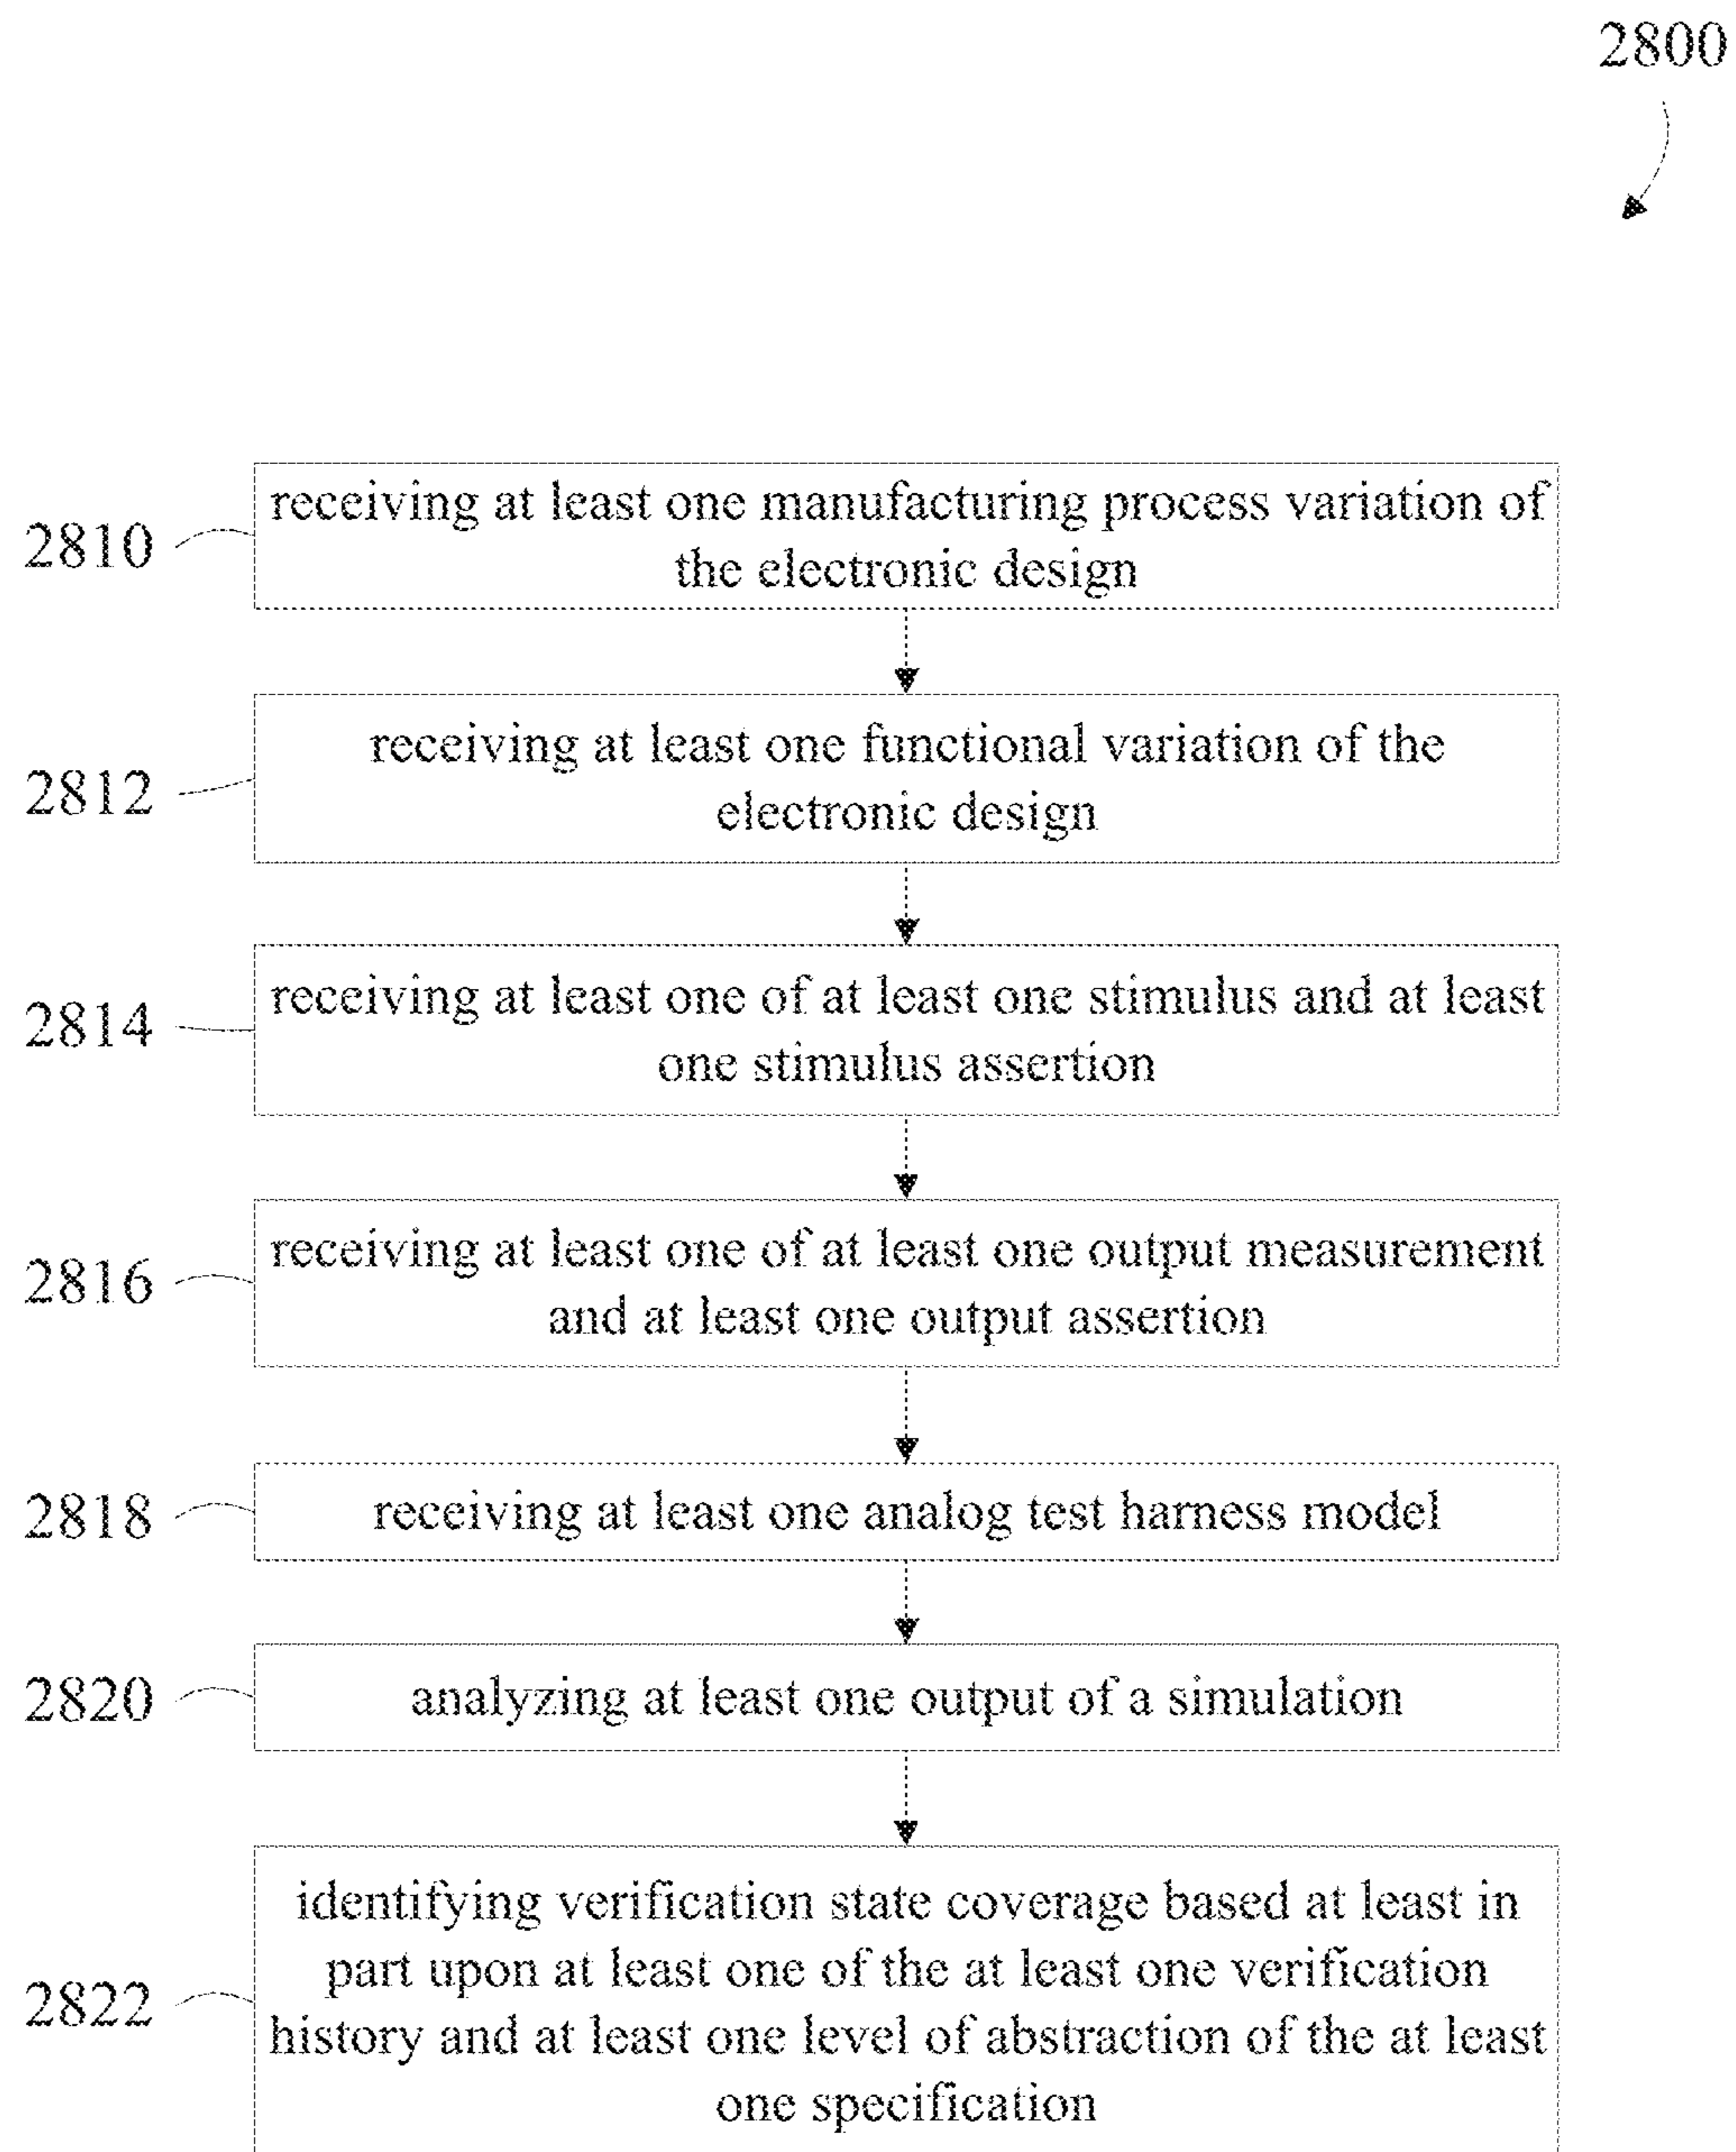 2800
2810
receiving at least one manufacturing process variation of
the electronic design
2812
receiving at least one functional variation of the
electronic design
2814
receiving at least one of at least one stimulus and at least
one stimulus assertion
2816
receiving at least one of at least one output measurement
and at least one output assertion
2818
receiving at least one analog test harness model
2820
analyzing at least one output of a simulation
2822
identifying verification state coverage based at least in
part upon at least one of the at least one verification
history and at least one level of abstraction of the at least
one specification